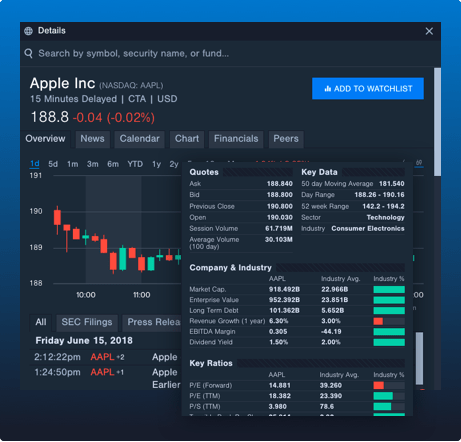 Details
Search by symbol, security name, or fund...
Apple Inc (NASDAQ: AAPL)
15 Minutes Delayed | CTA | USD
ADD TO WATCHLIST
188.8 -0.04 (-0.02%)
Overview News Calendar Chart Financials Peers
1d 5d 1m 3m 6m YTD 1y 2y
191
190
189
188
10:00 11:00
Quotes
Ask 188.840
Bid 188.800
Previous Close 190.800
Open 190.030
Session Volume 61.719M
Average Volume 30.103M
(100 day)
Key Data
50 day Moving Average 181.540
Day Range 188.26 - 190.16
52 week Range 142.2 - 194.2
Sector Technology
Industry Consumer Electronics
Company & Industry
AAPL Industry Avg. Industry %
Market Cap. 918.492B 22.966B
Enterprise Value 952.392B 23.851B
Long Term Debt 101.362B 5.652B
Revenue Growth (1 year) 6.30% 3.00%
EBITDA Margin 0.305 -44.19
Dividend Yield 1.50% 2.00%
Key Ratios
AAPL Industry Avg. Industry %
P/E (Forward) 14.881 39.260
P/E (TTM) 18.382 23.390
P/S (TTM) 3.980 78.6
All SEC Filings Press Relea
Friday June 15, 2018
2:12:22pm AAPL +2 Apple
1:24:50pm AAPL +1 Apple
Earlier